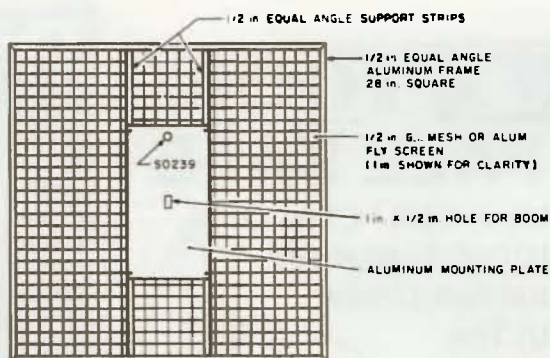 1/2 in. EQUAL ANGLE SUPPORT STRIPS
1/2 in EQUAL ANGLE
ALUMINUM FRAME
28 in. SQUARE
1/2 in. MESH OR ALUM
FLY SCREEN
(1in SHOWN FOR CLARITY)
SO239
1in. × 1/2 in. HOLE FOR BOOM
ALUMINUM MOUNTING PLATE